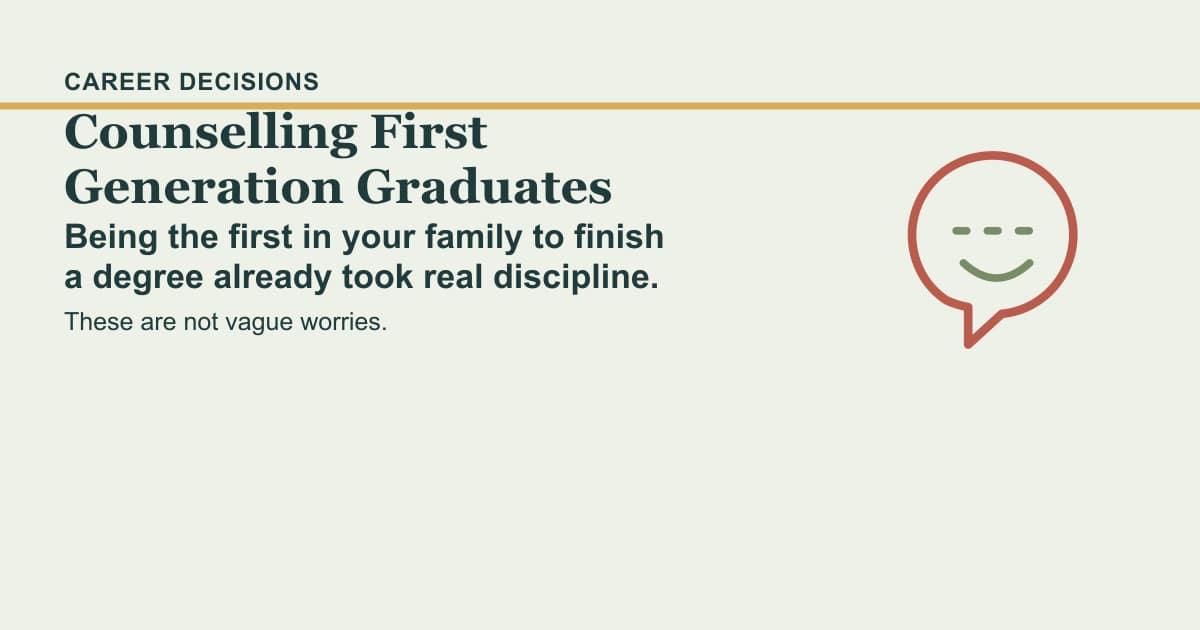 CAREER DECISIONS
Counselling First
Generation Graduates
Being the first in your family to finish
a degree already took real discipline.
These are not vague worries.